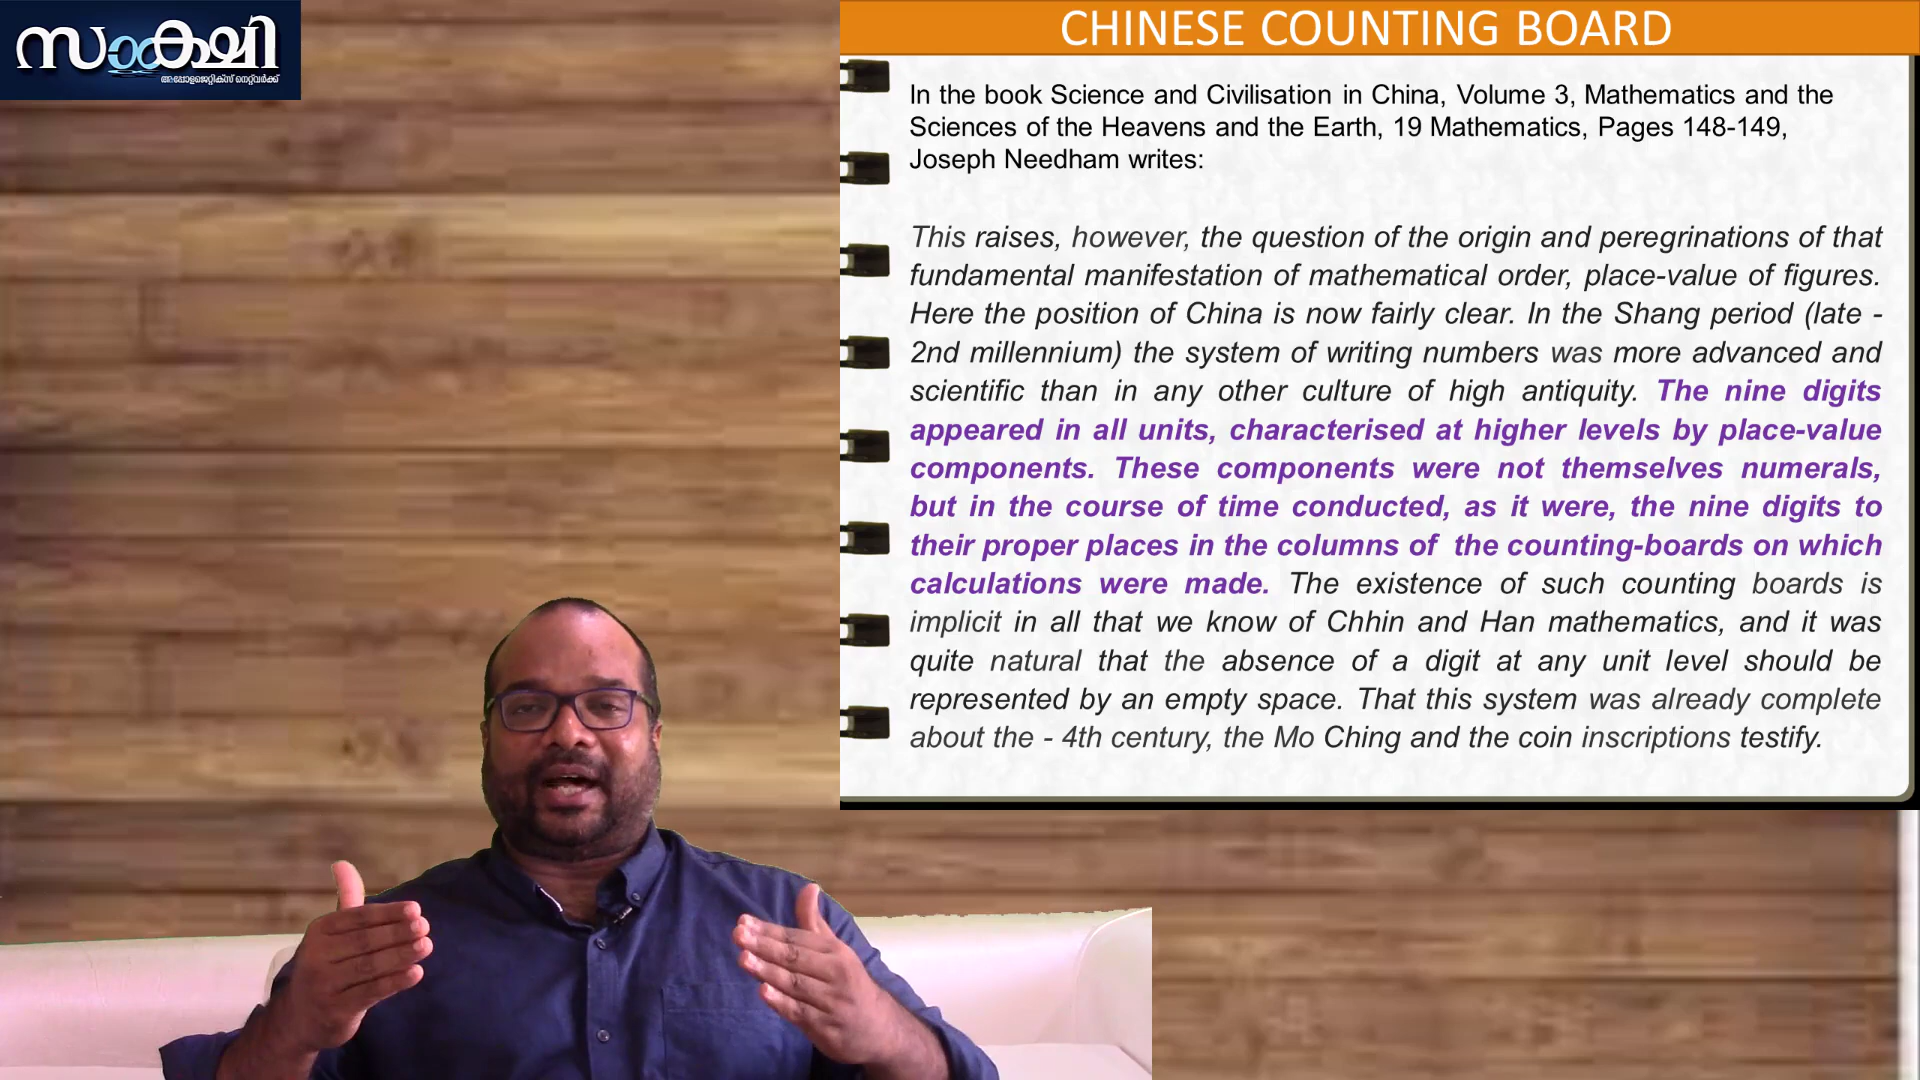 സാക്ഷി
അപ്പോളജെറ്റിക്സ് നെറ്റ്‌വർക്ക്
CHINESE COUNTING BOARD
In the book Science and Civilisation in China, Volume 3, Mathematics and the
Sciences of the Heavens and the Earth, 19 Mathematics, Pages 148-149,
Joseph Needham writes:
This raises, however, the question of the origin and peregrinations of that
fundamental manifestation of mathematical order, place-value of figures.
Here the position of China is now fairly clear. In the Shang period (late -
2nd millennium) the system of writing numbers was more advanced and
scientific than in any other culture of high antiquity. The nine digits
appeared in all units, characterised at higher levels by place-value
components. These components were not themselves numerals,
but in the course of time conducted, as it were, the nine digits to
their proper places in the columns of the counting-boards on which
calculations were made. The existence of such counting boards is
implicit in all that we know of Chhin and Han mathematics, and it was
quite natural that the absence of a digit at any unit level should be
represented by an empty space. That this system was already complete
about the - 4th century, the Mo Ching and the coin inscriptions testify.